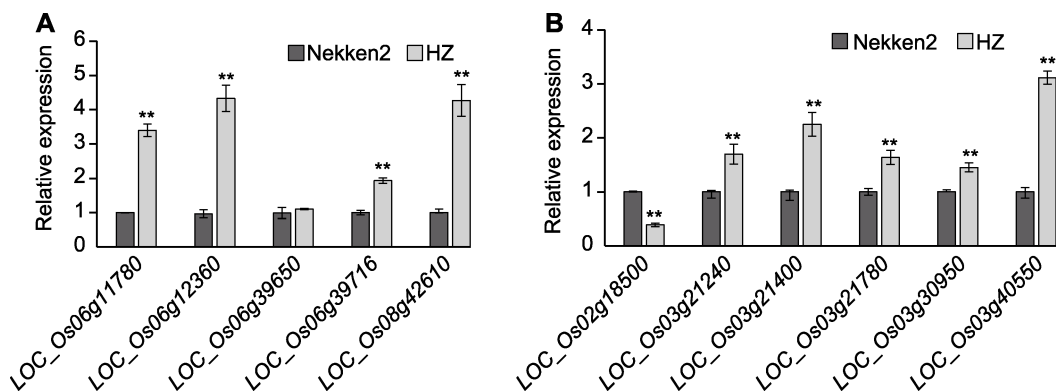 A
Relative expression
6
5
4
3
2
1
0
Nekken2 HZ
**
**
**
**
LOC_Os06g11780
LOC_Os06g12360
LOC_Os06g39650
LOC_Os06g39716
LOC_Os08g42610
B
Relative expression
4
3
2
1
0
Nekken2 HZ
**
**
**
**
**
**
LOC_Os02g18500
LOC_Os03g21240
LOC_Os03g21400
LOC_Os03g21780
LOC_Os03g30950
LOC_Os03g40550